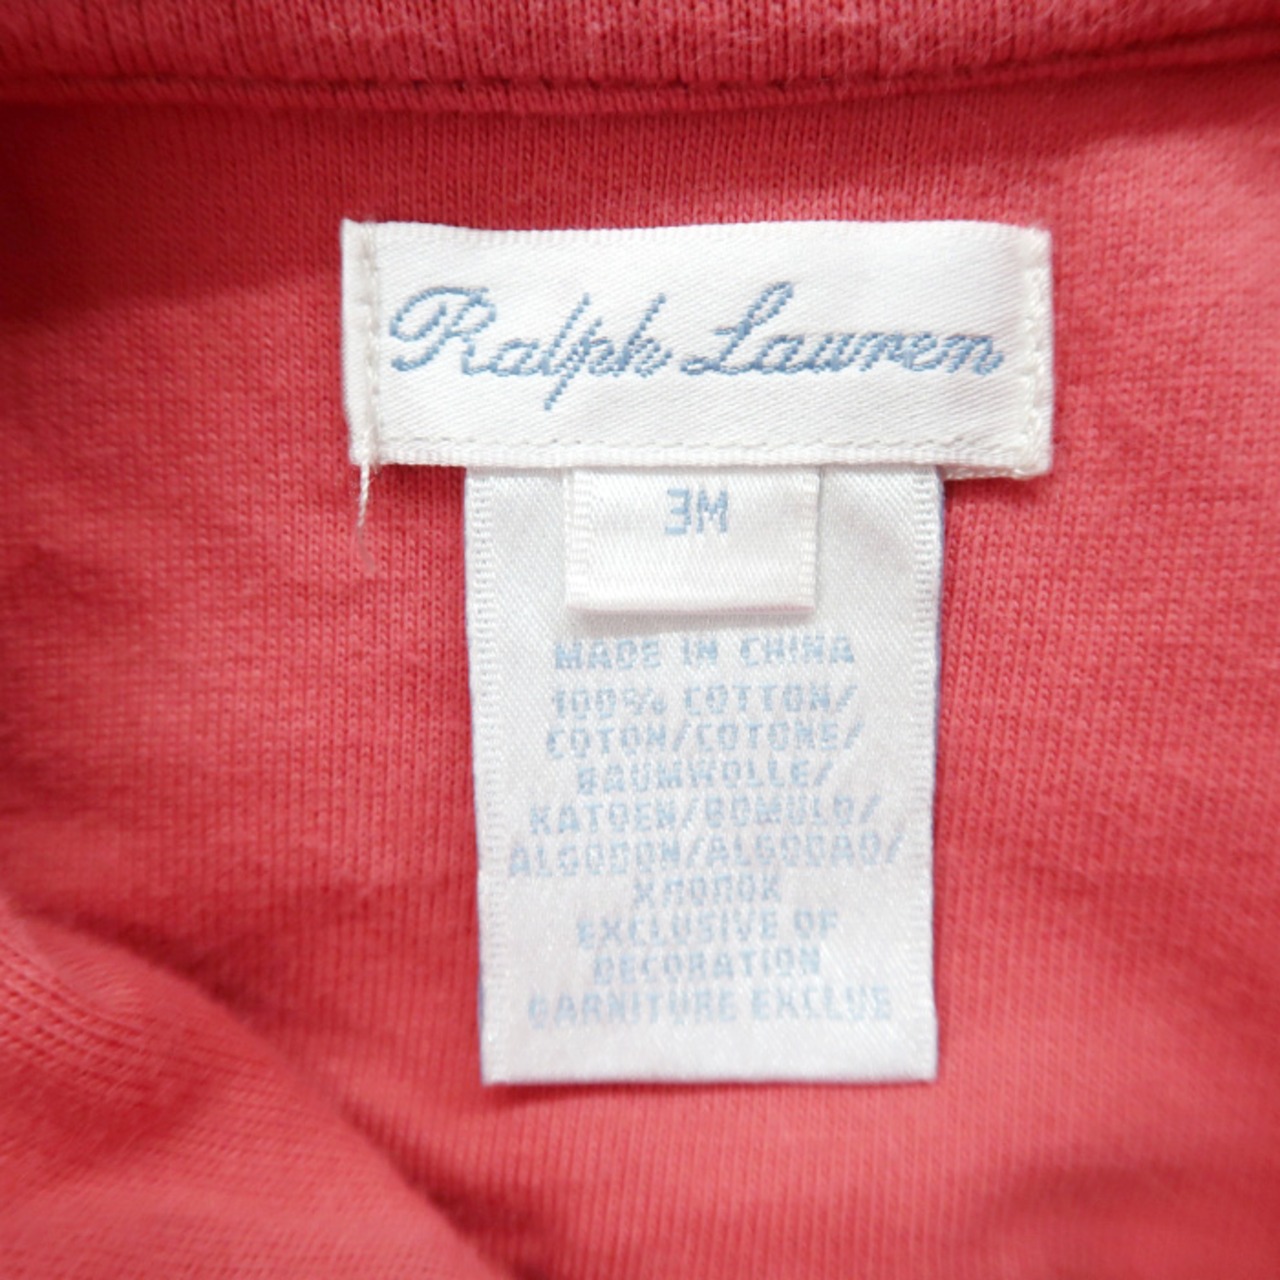 Ralph Lauren
3M
MADE IN CHINA
100% COTTON/
COTON/COTONE/
BAUMWOLLE/
KATOEN/BOMULD/
ALGODON/ALGODAO/
ХЛОПОК
EXCLUSIVE OF
DECORATION
GARNITURE EXCLUE